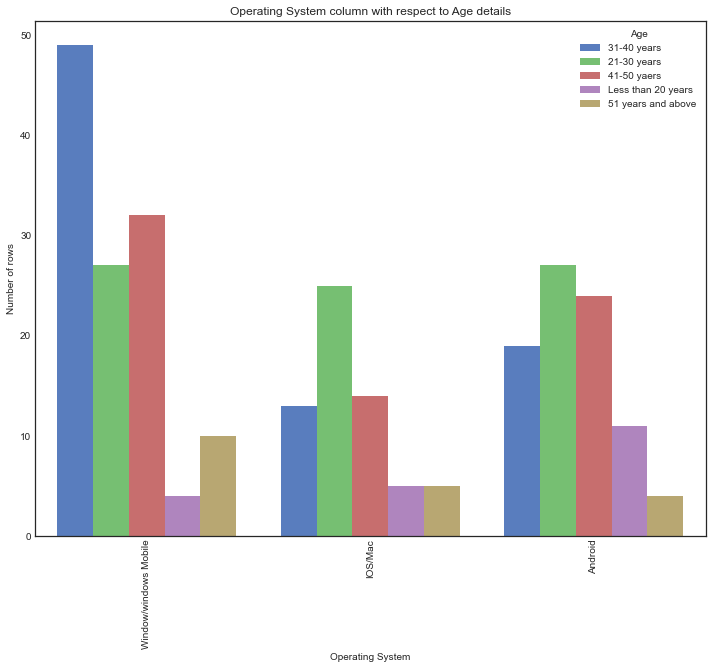 Operating System column with respect to Age details
Age
31-40 years
21-30 years
41-50 yaers
Less than 20 years
51 years and above
50
40
30
20
10
0
Number of rows
Window/windows Mobile
IOS/Mac
Android
Operating System